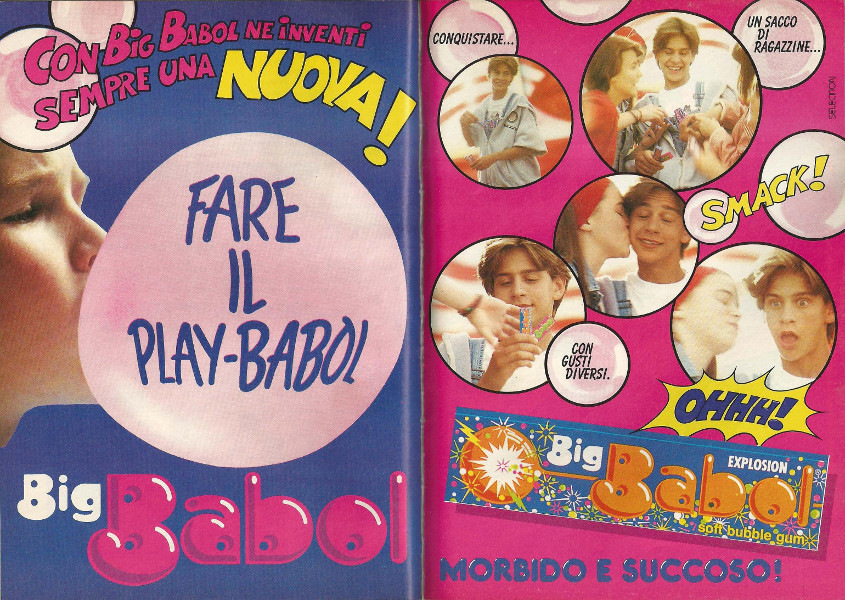 CON BIG BABOL NE INVENTI
SEMPRE UNA NUOVA!
FARE
IL
PLAY-BABOL
Big Babol
CONQUISTARE...
UN SACCO
DI
RAGAZZINE...
SELECTION
SMACK!
CON
GUSTI
DIVERSI.
OHHH!
Big Babol
EXPLOSION
soft bubble gum
MORBIDO E SUCCOSO!